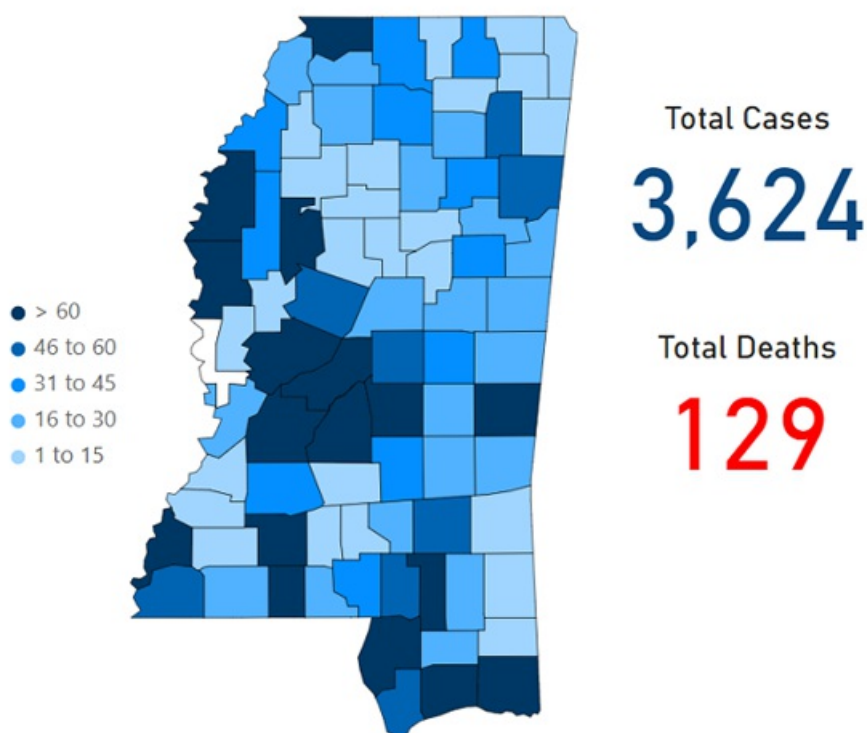 Total Cases
3,624
> 60
46 to 60
31 to 45
16 to 30
1 to 15
Total Deaths
129